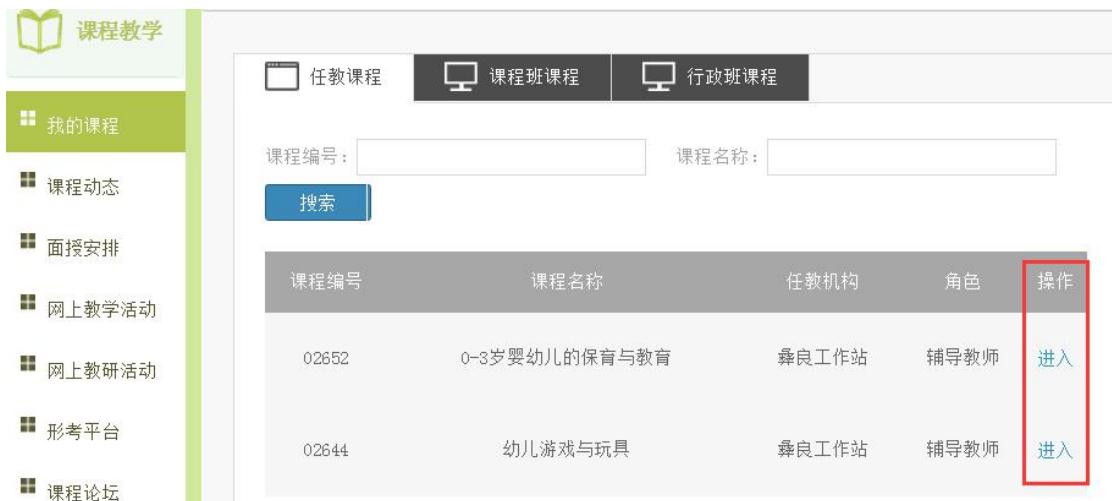 课程教学
我的课程
课程动态
面授安排
网上教学活动
网上教研活动
形考平台
课程论坛
任教课程 课程班课程 行政班课程
课程编号： 课程名称：
搜索
课程编号 课程名称 任教机构 角色 操作
02652 0-3岁婴幼儿的保育与教育 彝良工作站 辅导教师 进入
02644 幼儿游戏与玩具 彝良工作站 辅导教师 进入